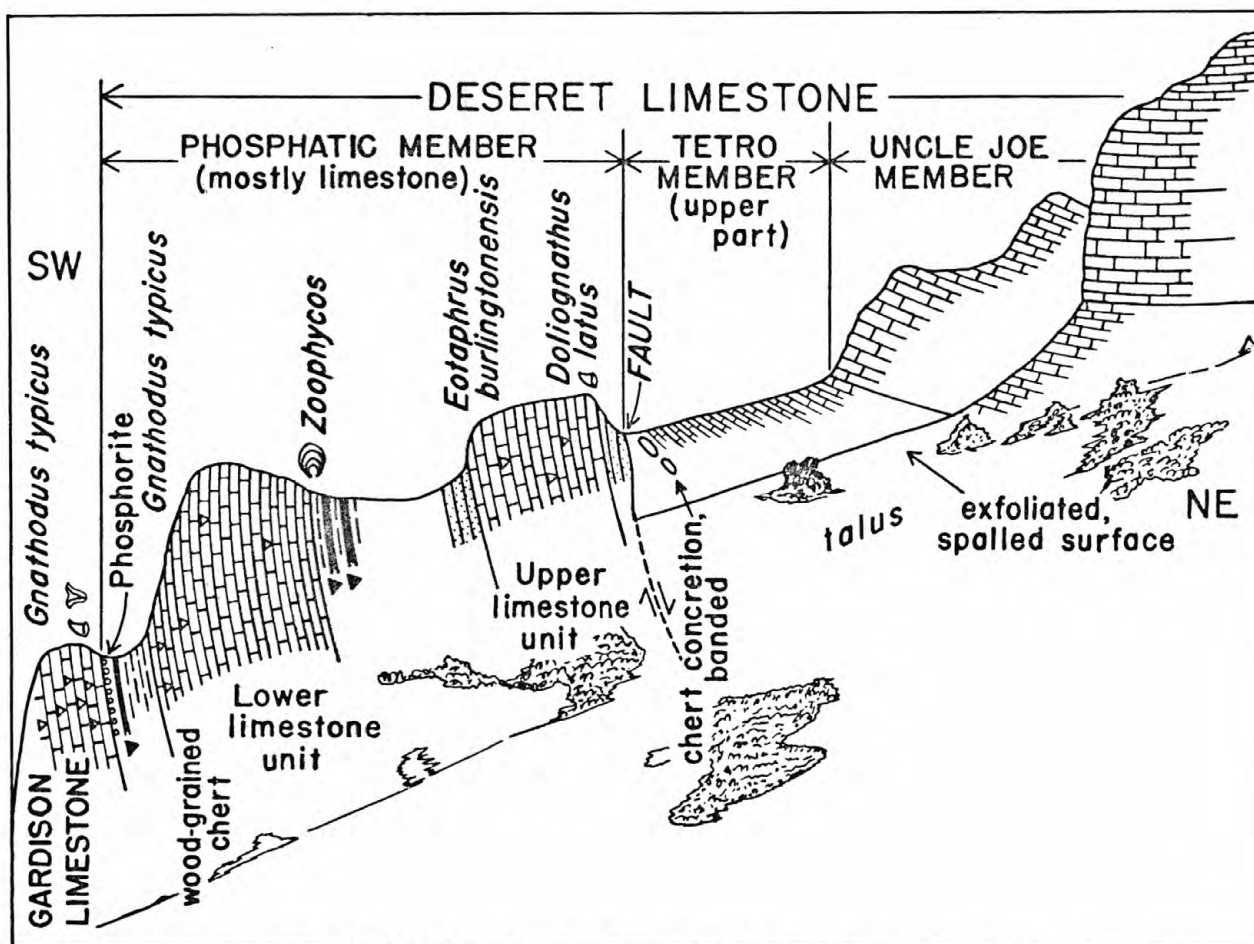 DESERET LIMESTONE
PHOSPHATIC MEMBER
(mostly limestone)
TETRO
MEMBER
(upper
part)
UNCLE JOE
MEMBER
SW
Gnathodus typicus
Phosphorite
Gnathodus typicus
Zoophycos
Eotaphrus
burlingtonensis
Doliognathus
latus
FAULT
GARDISON
LIMESTONE
wood-grained
chert
Lower
limestone
unit
Upper
limestone
unit
chert concretion,
banded
talus
exfoliated,
spalled surface
NE